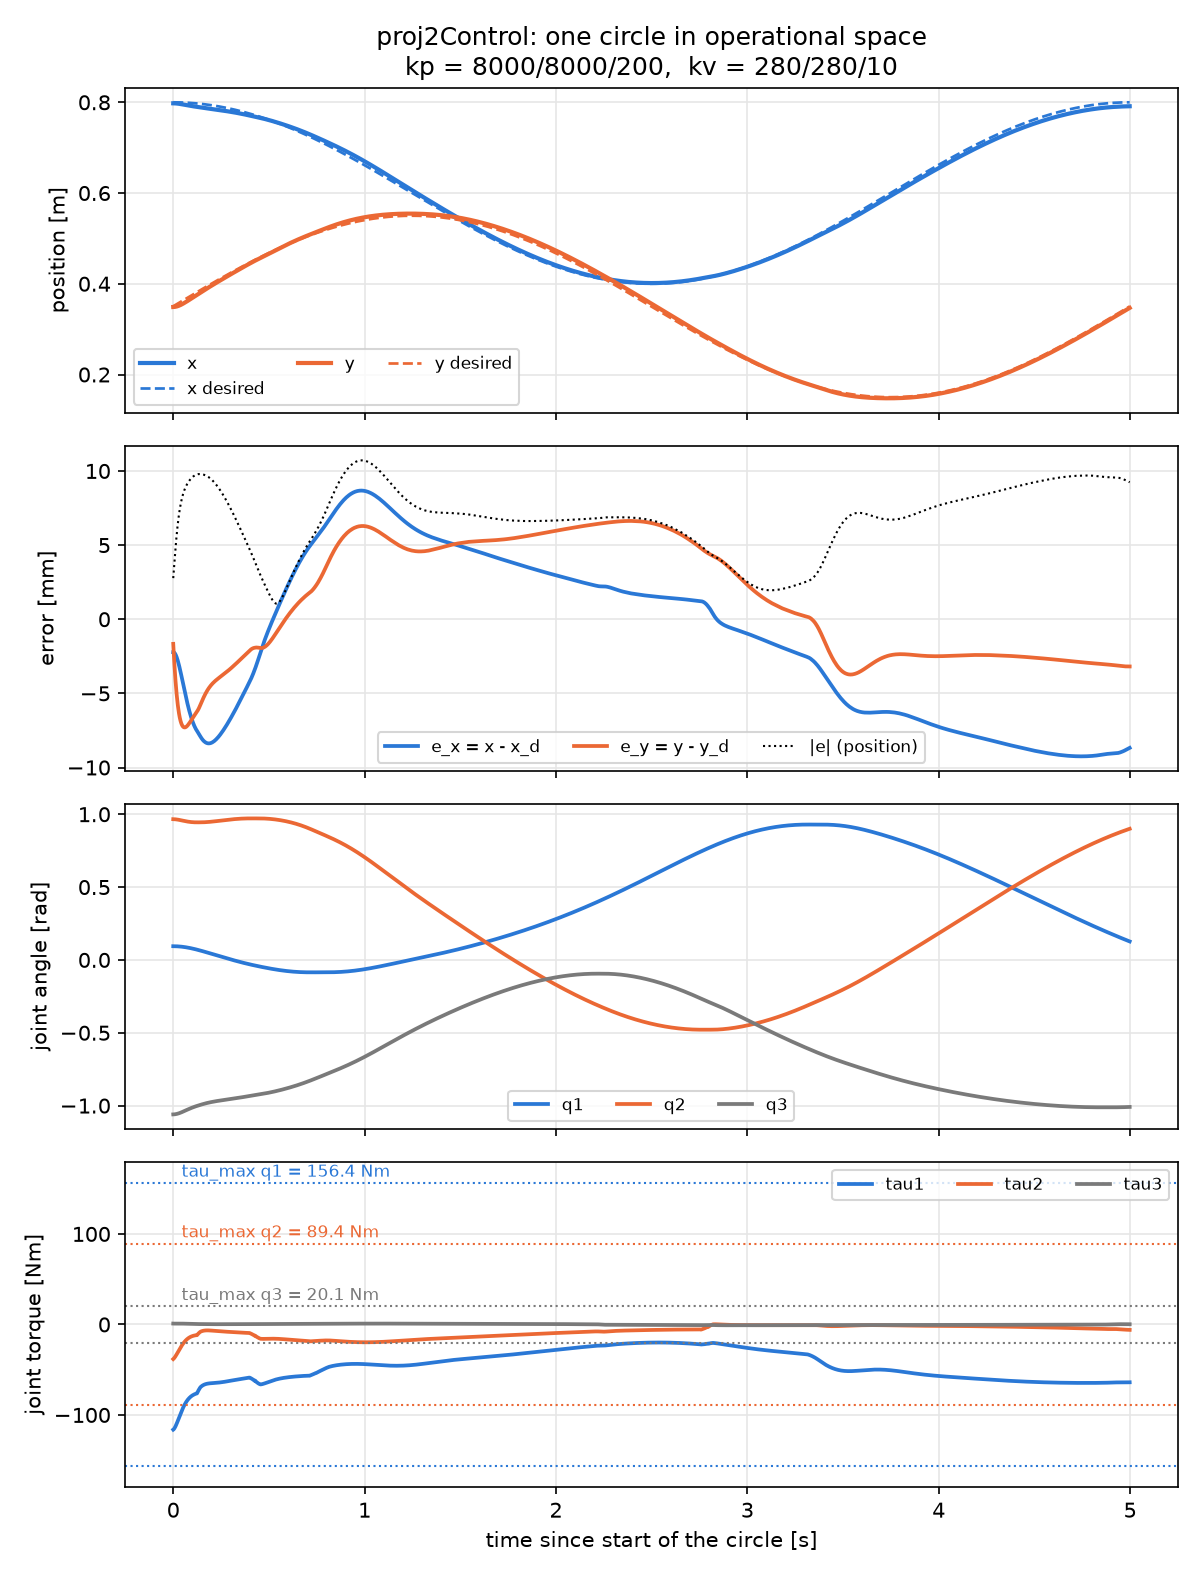 proj2Control: one circle in operational space
kp = 8000/8000/200,  kv = 280/280/10
position [m]
0.8
0.6
0.4
0.2
x
x desired
y
y desired
error [mm]
10
5
0
−5
−10
e_x = x - x_d
e_y = y - y_d
|e| (position)
joint angle [rad]
1.0
0.5
0.0
−0.5
−1.0
q1
q2
q3
joint torque [Nm]
100
0
−100
tau_max q1 = 156.4 Nm
tau_max q2 = 89.4 Nm
tau_max q3 = 20.1 Nm
tau1
tau2
tau3
0
1
2
3
4
5
time since start of the circle [s]